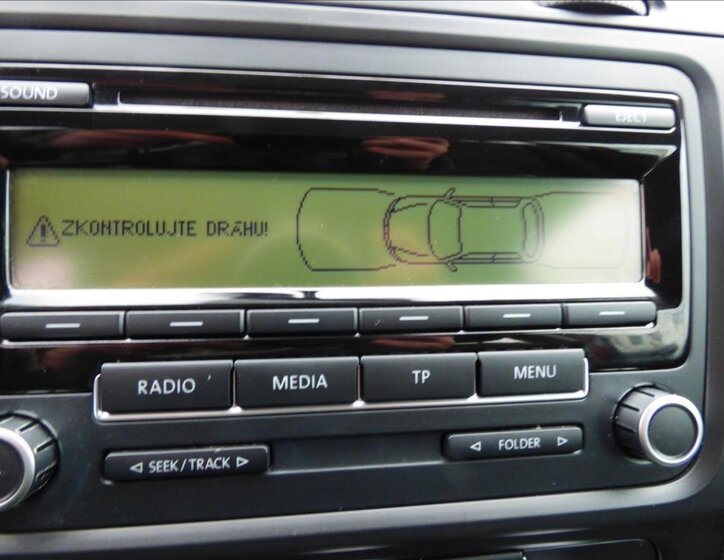 SOUND
EJECT
ZKONTROLUJTE DRÁHU!
RADIO
MEDIA
TP
MENU
SEEK/TRACK
FOLDER